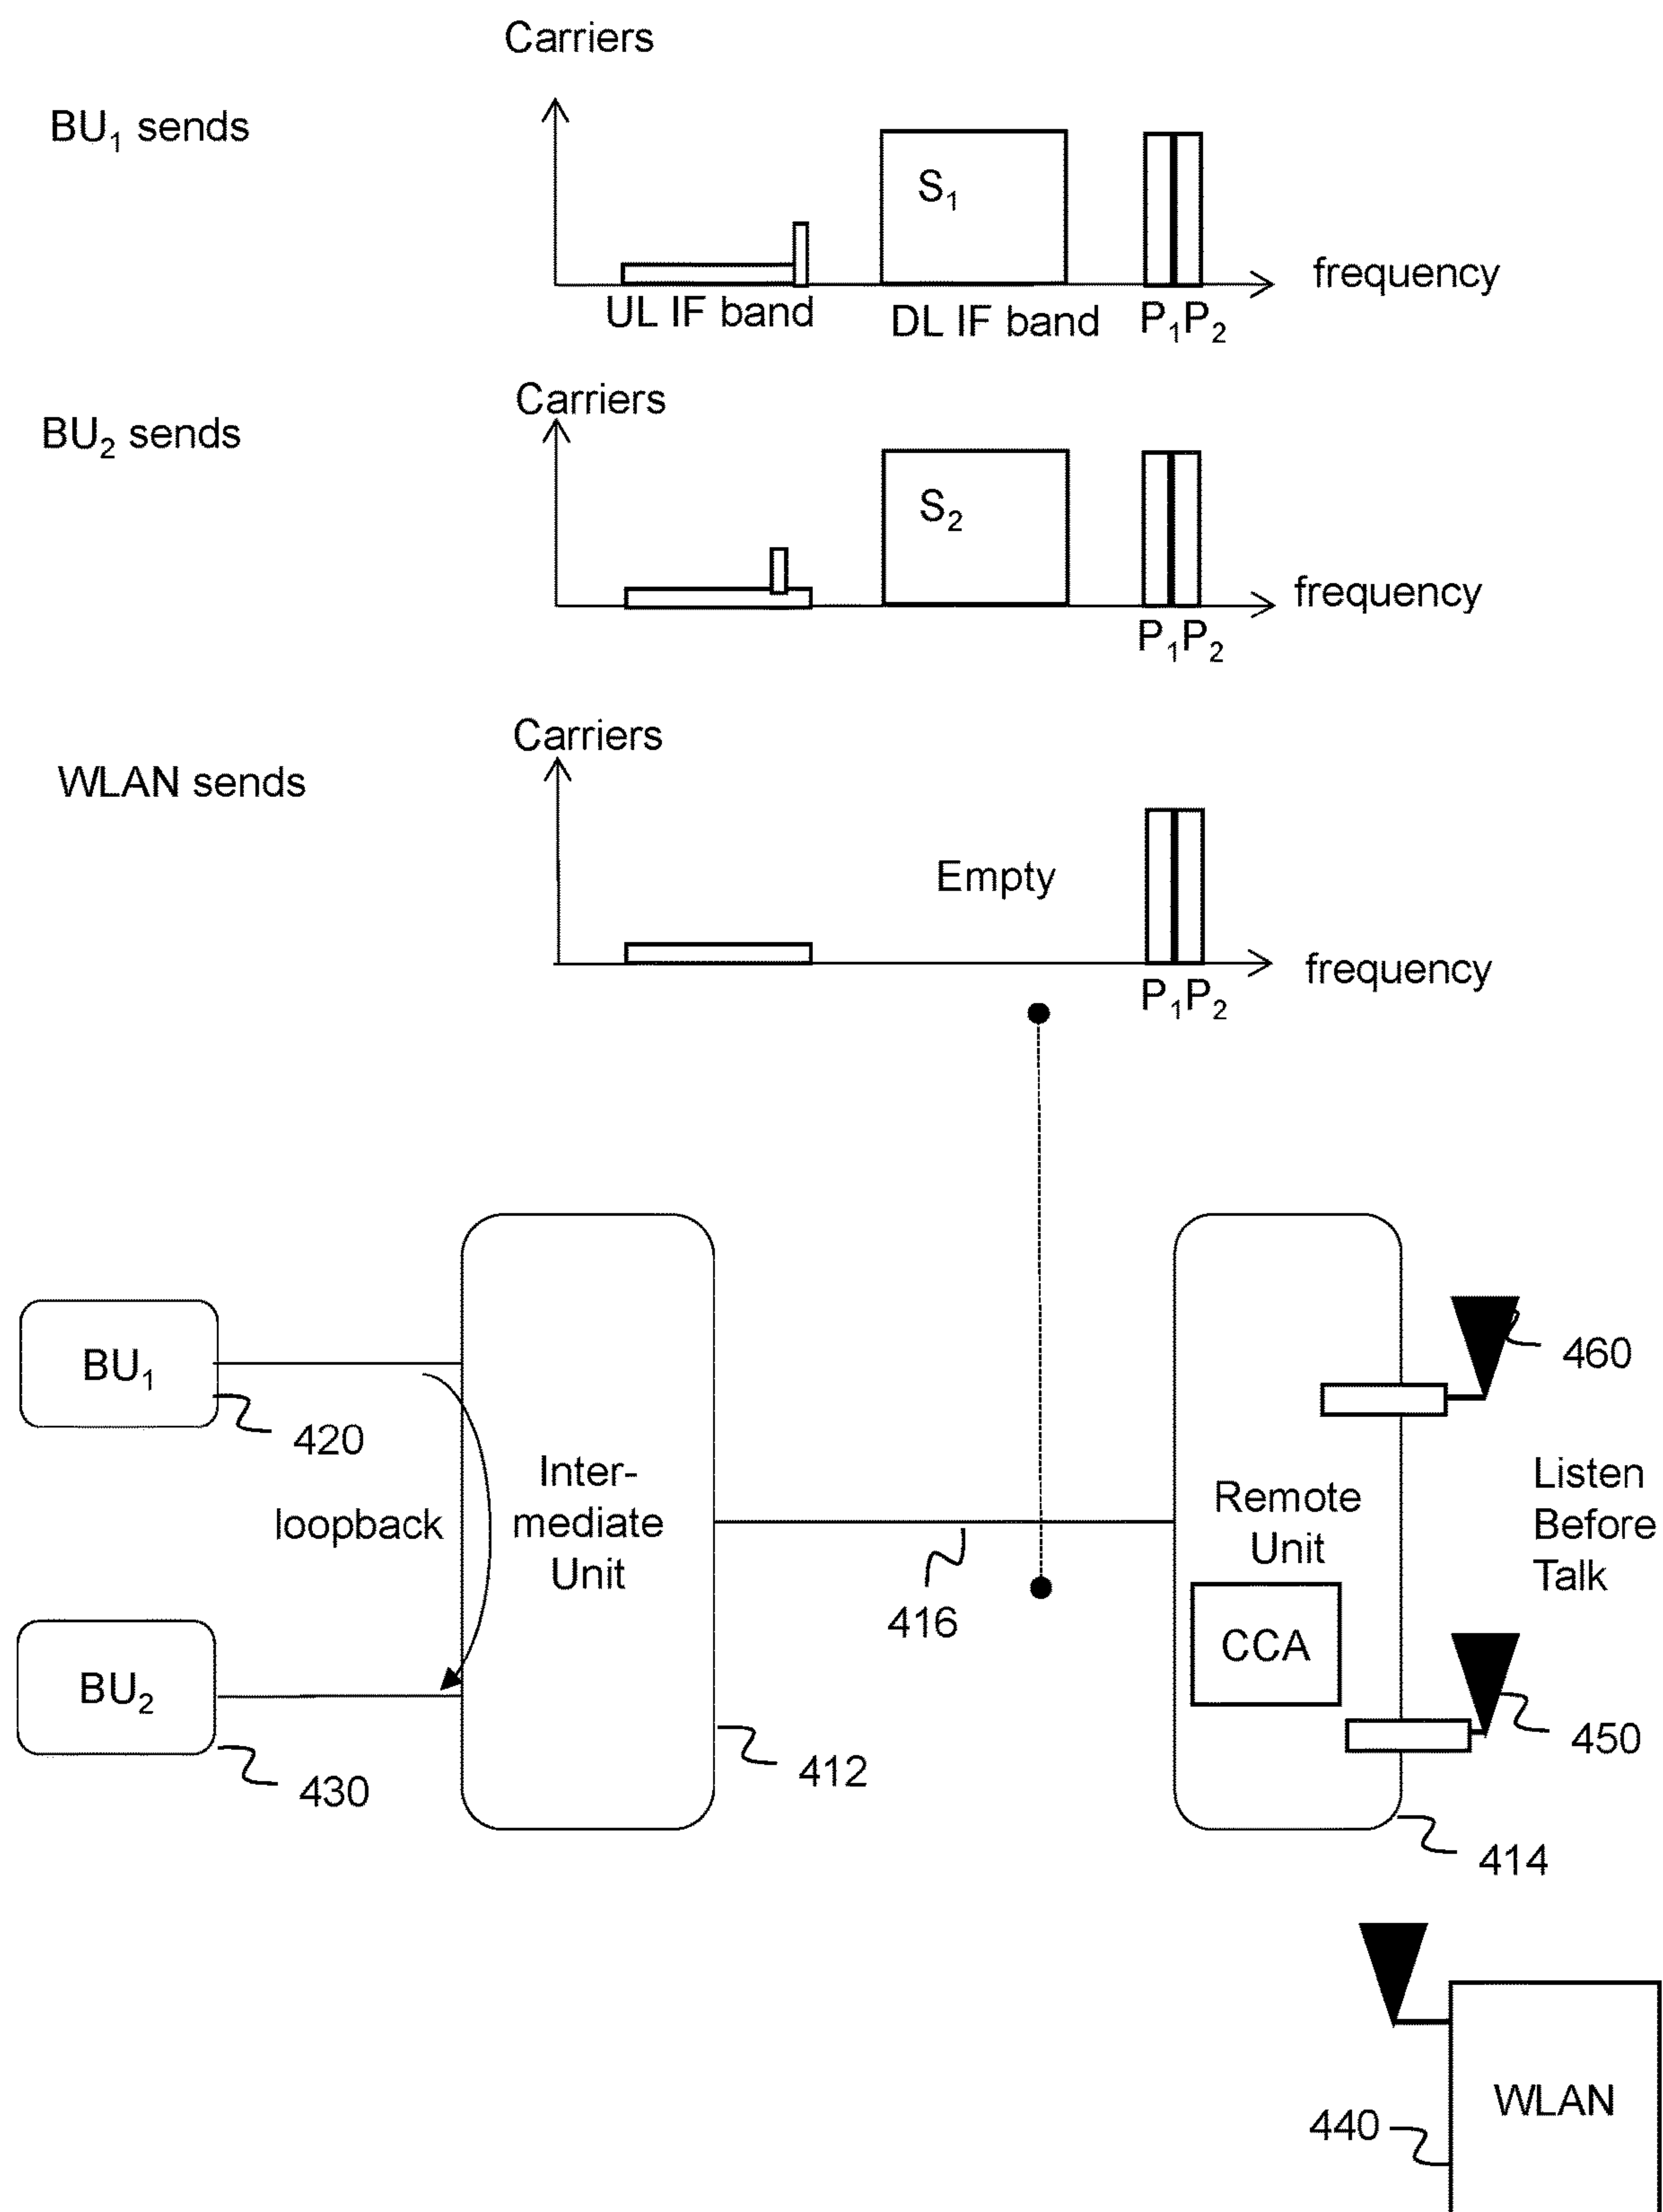 Carriers
BU₁ sends
S₁
frequency
UL IF band
DL IF band
P₁P₂
Carriers
BU₂ sends
S₂
frequency
P₁P₂
Carriers
WLAN sends
Empty
frequency
P₁P₂
BU₁
420
loopback
BU₂
430
Inter-
mediate
Unit
412
416
Remote
Unit
CCA
460
Listen
Before
Talk
450
414
WLAN
440